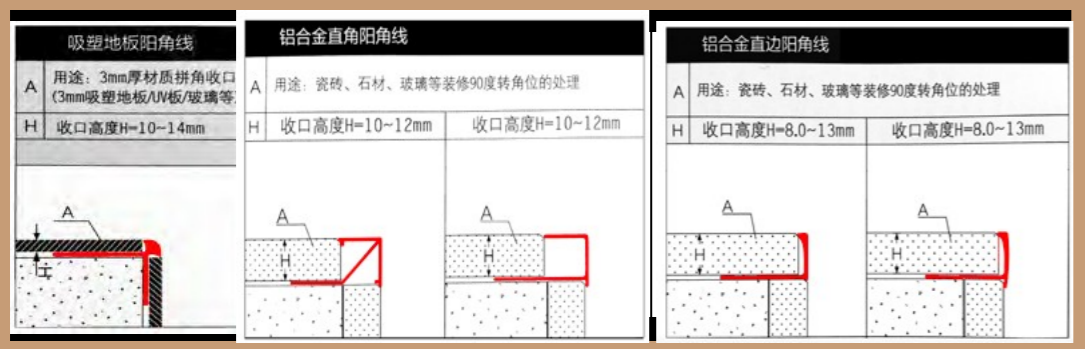 吸塑地板阳角线
A
用途：3mm厚材质拼角收口
(3mm吸塑地板/UV板/玻璃等
H
收口高度H=10~14mm
A
H
铝合金直角阳角线
A
用途：瓷砖、石材、玻璃等装修90度转角位的处理
H
收口高度H=10~12mm
收口高度H=10~12mm
A
H
A
H
铝合金直边阳角线
A
用途：瓷砖、石材、玻璃等装修90度转角位的处理
H
收口高度H=8.0~13mm
收口高度H=8.0~13mm
A
H
A
H